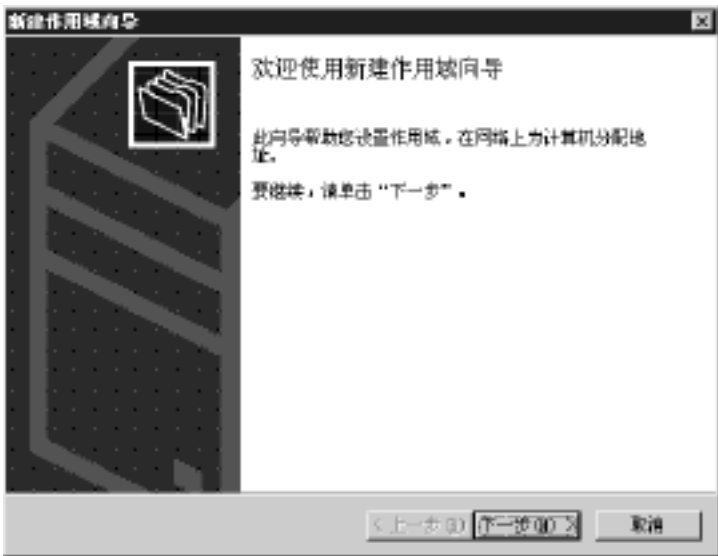 新建作用域向导
欢迎使用新建作用域向导
此向导帮助您设置作用域，在网络上为计算机分配地
址。
要继续，请单击“下一步”。
< 上一步(B)
下一步(N) >
取消